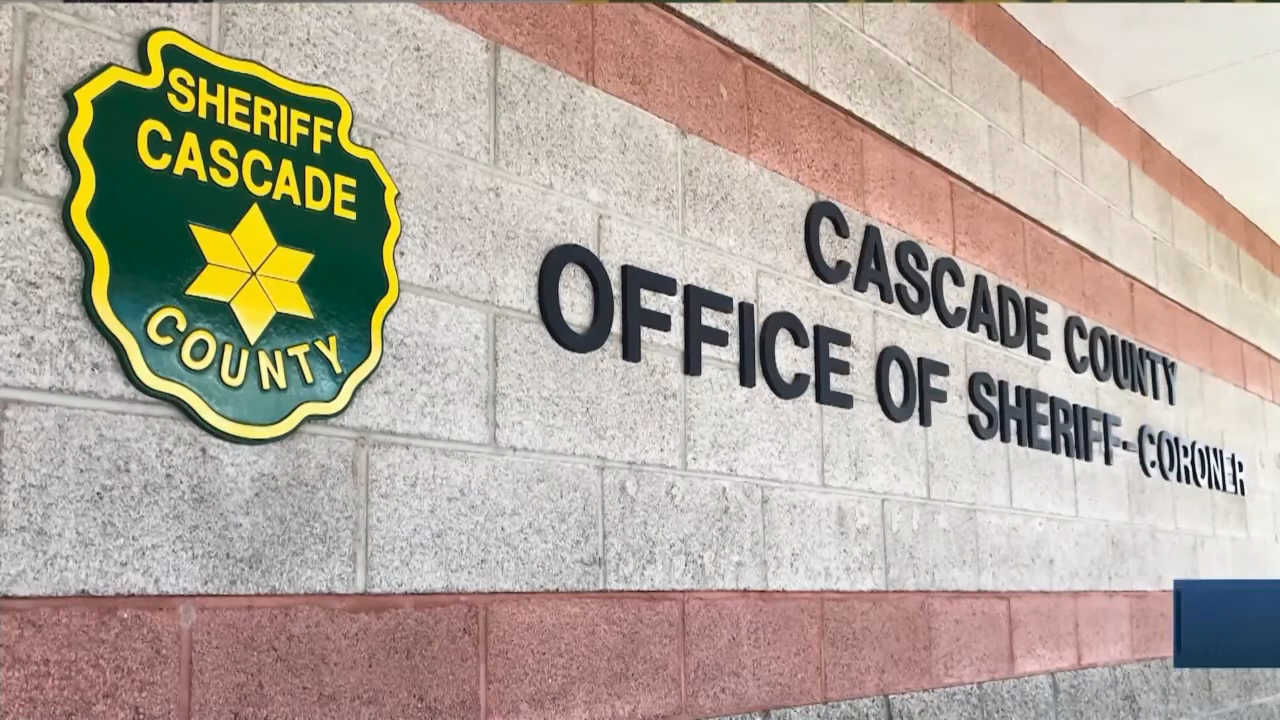 SHERIFF
CASCADE
COUNTY
CASCADE COUNTY
OFFICE OF SHERIFF-CORONER